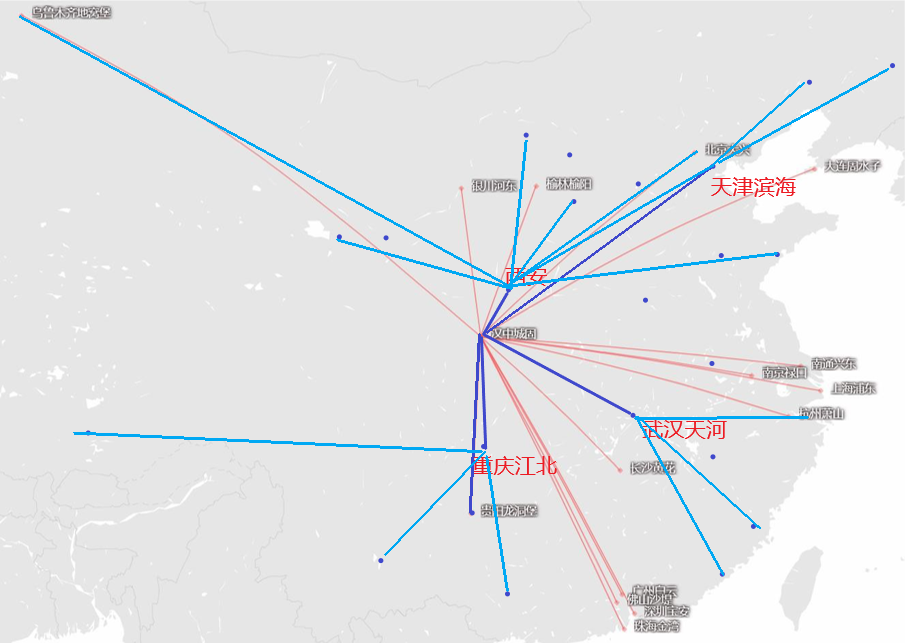 乌鲁木齐地窝堡
北京大兴
大连周水子
天津滨海
银川河东
榆林榆阳
西安
汉中城固
南通兴东
南京禄口
上海浦东
杭州萧山
武汉天河
长沙黄花
重庆江北
贵阳龙洞堡
广州白云
佛山沙堤
深圳宝安
珠海金湾